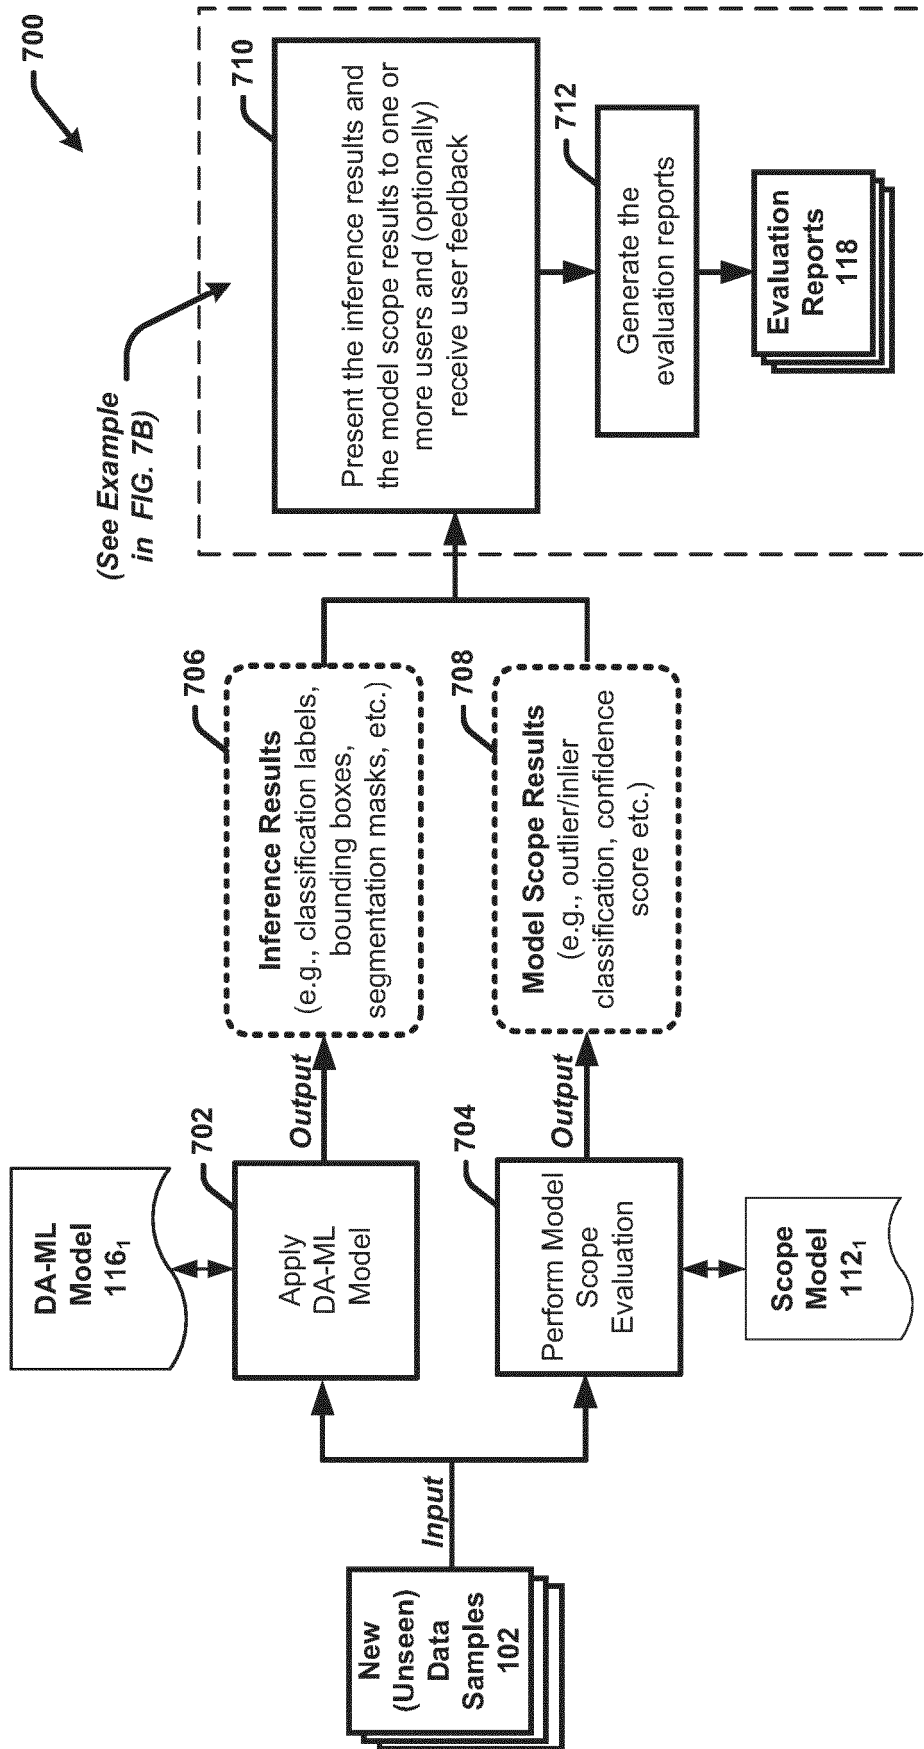 700
New
(Unseen)
Data
Samples
102
Input
DA-ML
Model
116₁
702
Apply
DA-ML
Model
Output
706
Inference Results
(e.g., classification labels,
bounding boxes,
segmentation masks, etc.)
704
Perform Model
Scope
Evaluation
Scope
Model
112₁
Output
708
Model Scope Results
(e.g., outlier/inlier
classification, confidence
score etc.)
(See Example
in FIG. 7B)
710
Present the inference results and
the model scope results to one or
more users and (optionally)
receive user feedback
712
Generate the
evaluation reports
Evaluation
Reports
118